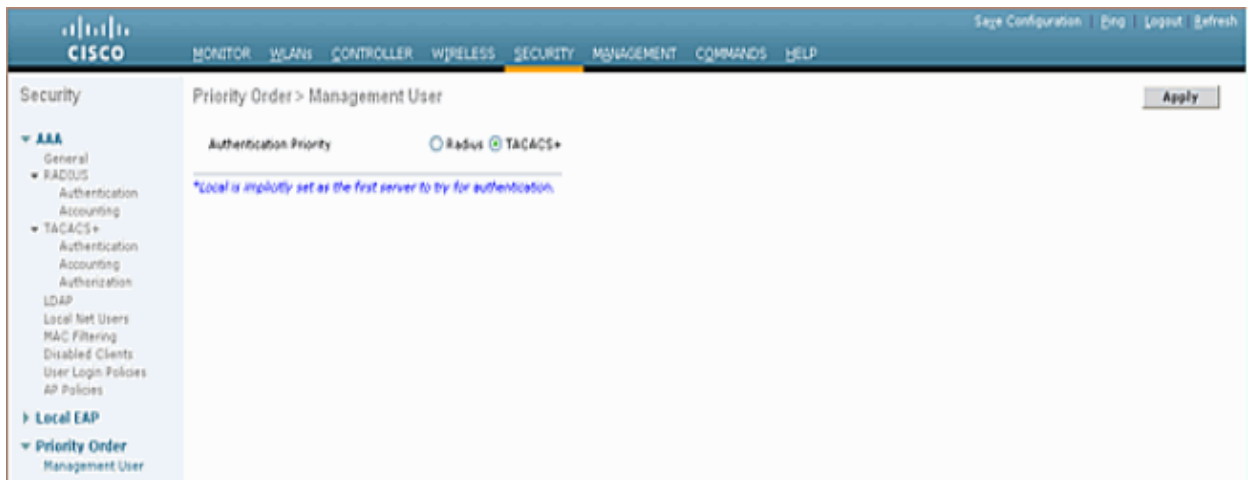 Save Configuration Ping Logout Refresh
CISCO
MONITOR WLANs CONTROLLER WIRELESS SECURITY MANAGEMENT COMMANDS HELP
Security
Priority Order > Management User
Apply
AAA
General
RADIUS
Authentication
Accounting
TACACS+
Authentication
Accounting
Authorization
LDAP
Local Net Users
MAC Filtering
Disabled Clients
User Login Policies
AP Policies
Local EAP
Priority Order
Management User
Authentication Priority Radius TACACS+
*Local is implicitly set as the first server to try for authentication.